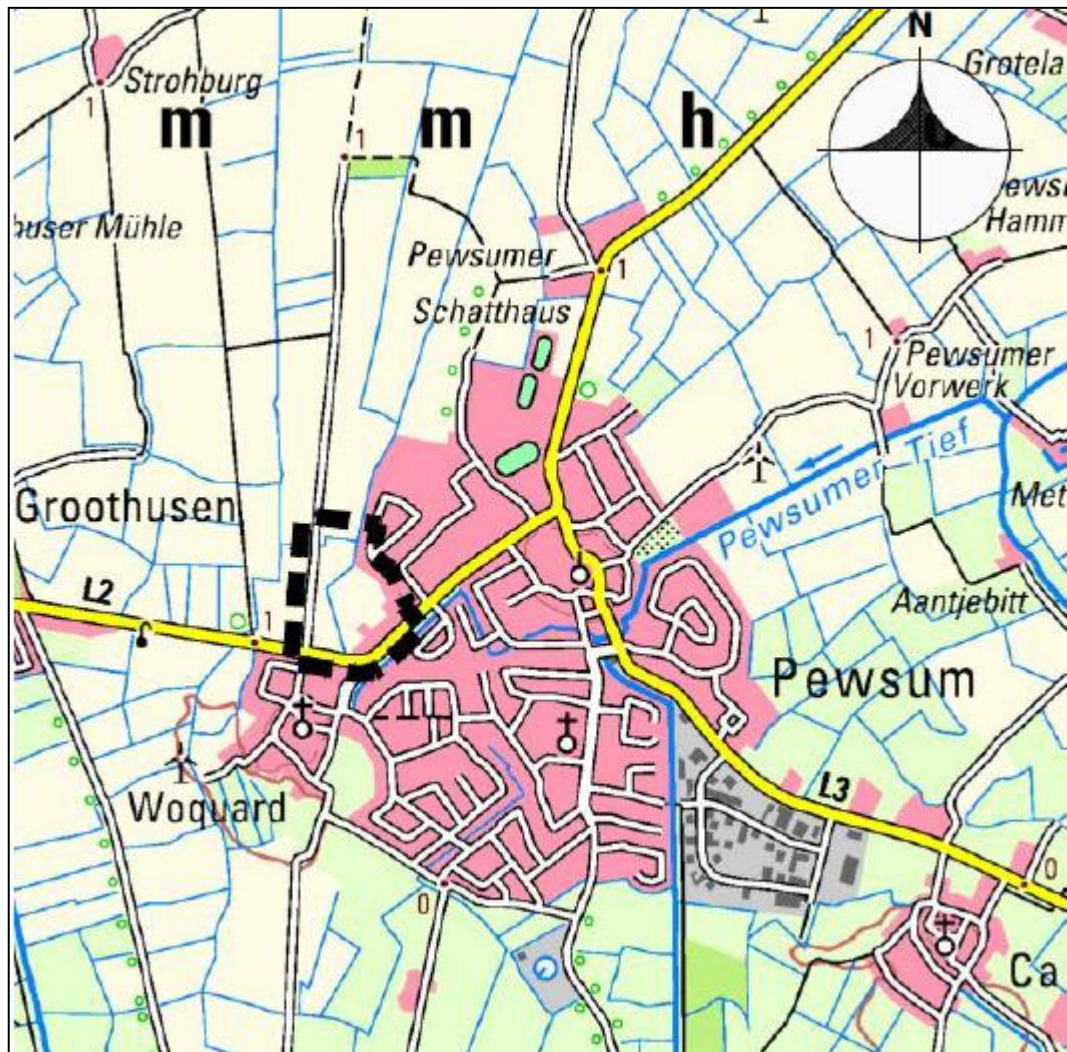 N
Strohburg
Grotela
1
m
m
h
1
ewsu
Hamm
huser Mühle
Pewsumer
Schatthaus
1
1
Pewsumer
Vorwerk
Pewsumer Tief
Groothusen
Met
L2
1
Aantjebitt
Pewsum
Woquard
L3
0
0
Ca